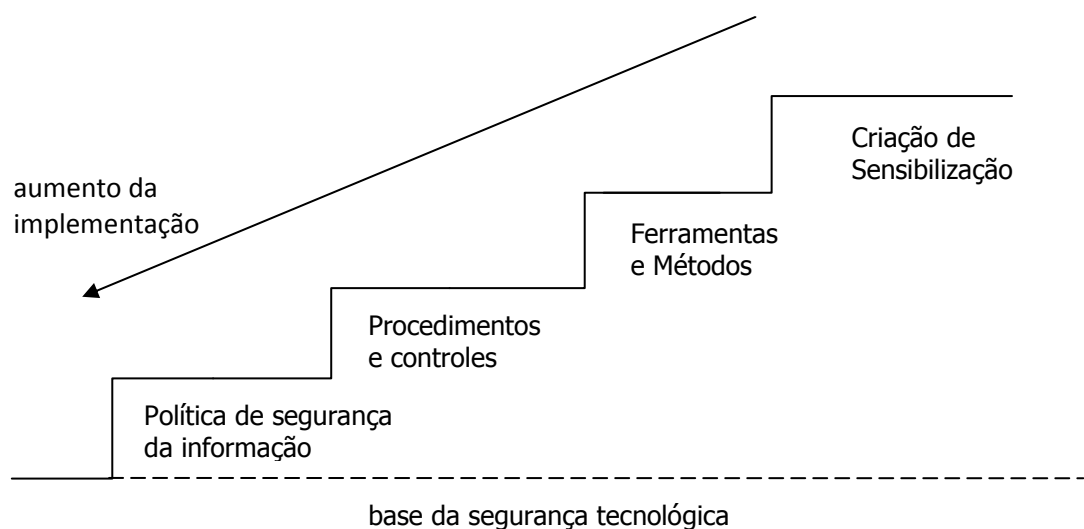 Criação de
Sensibilização
aumento da
implementação
Ferramentas
e Métodos
Procedimentos
e controles
Política de segurança
da informação
base da segurança tecnológica